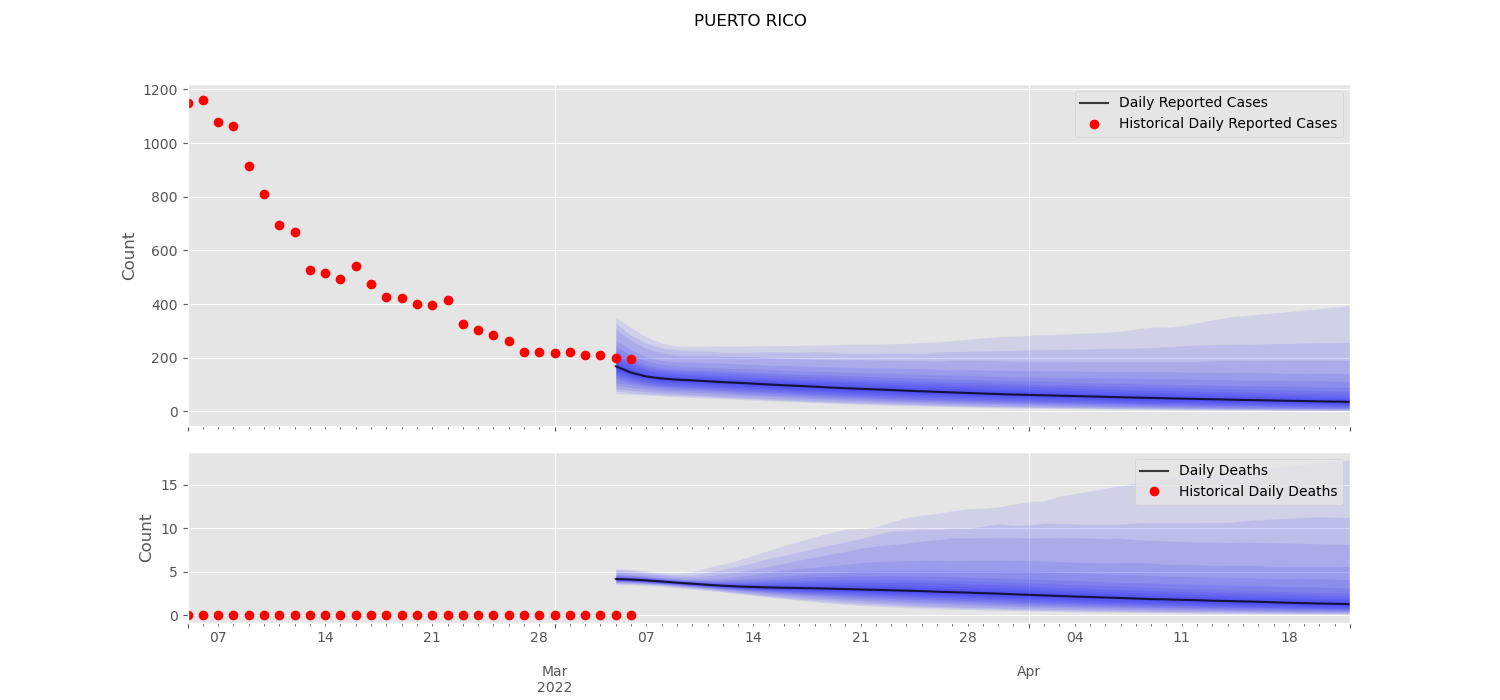 PUERTO RICO
1200
1000
800
600
400
200
0
Count
Daily Reported Cases
Historical Daily Reported Cases
15
10
5
0
Count
Daily Deaths
Historical Daily Deaths
07 14 21 28 07 14 21 28 04 11 18
Mar Apr
2022